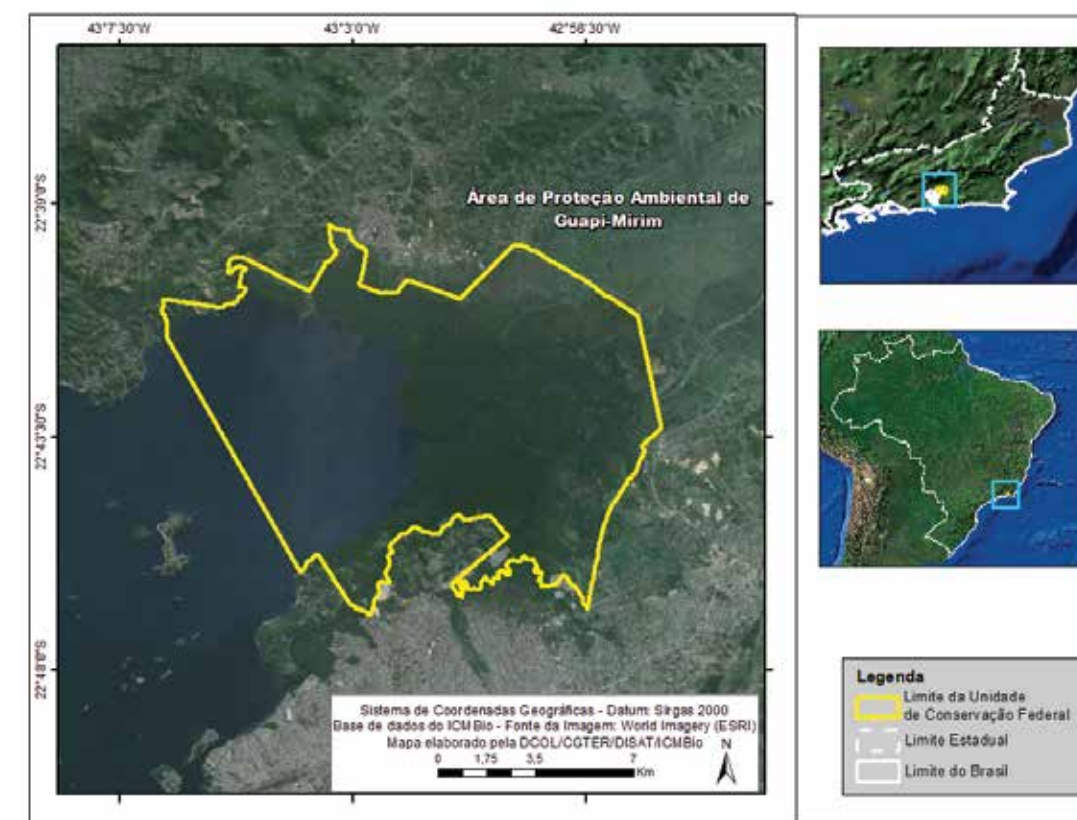 43°7'30"W
43°3'0"W
42°58'30"W
22°39'0"S
22°43'30"S
22°48'0"S
Área de Proteção Ambiental de
Guapi-Mirim
Sistema de Coordenadas Geográficas - Datum: Sirgas 2000
Base de dados do ICMBio - Fonte da Imagem: World Imagery (ESRI)
Mapa elaborado pela DCOL/CGTER/DISAT/ICMBio
N
0 1,75 3,5 7
Km
Legenda
Limite da Unidade
de Conservação Federal
Limite Estadual
Limite do Brasil